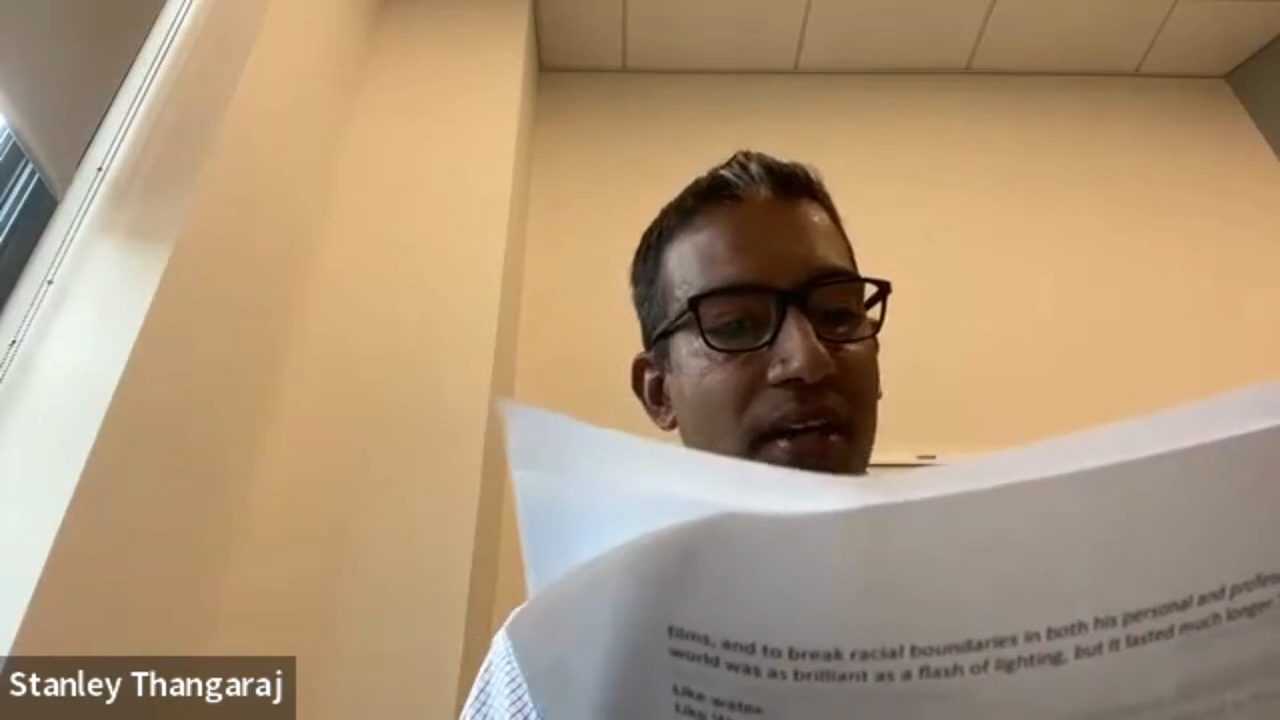 films, and to break racial boundaries in both his personal and
world was as brilliant as a flash of lighting, but it lasted much longer.
Like water
Like
Stanley Thangaraj